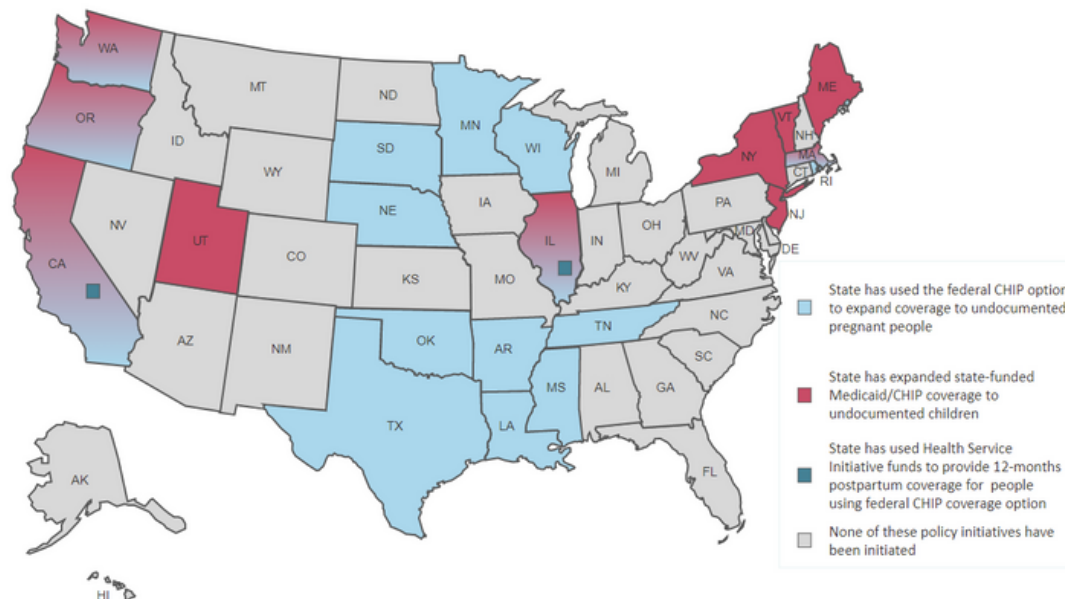 WA
MT
ND
OR
ID
SD
MN
WI
WY
NE
IA
MI
ME
VT
NH
NY
MA
CT
RI
NV
UT
CO
KS
MO
IL
IN
OH
PA
NJ
MD
DE
WV
VA
KY
CA
AZ
NM
OK
AR
TN
NC
SC
MS
AL
GA
TX
LA
FL
AK
HI
State has used the federal CHIP option
to expand coverage to undocumented
pregnant people
State has expanded state-funded
Medicaid/CHIP coverage to
undocumented children
State has used Health Service
Initiative funds to provide 12-months
postpartum coverage for people
using federal CHIP coverage option
None of these policy initiatives have
been initiated